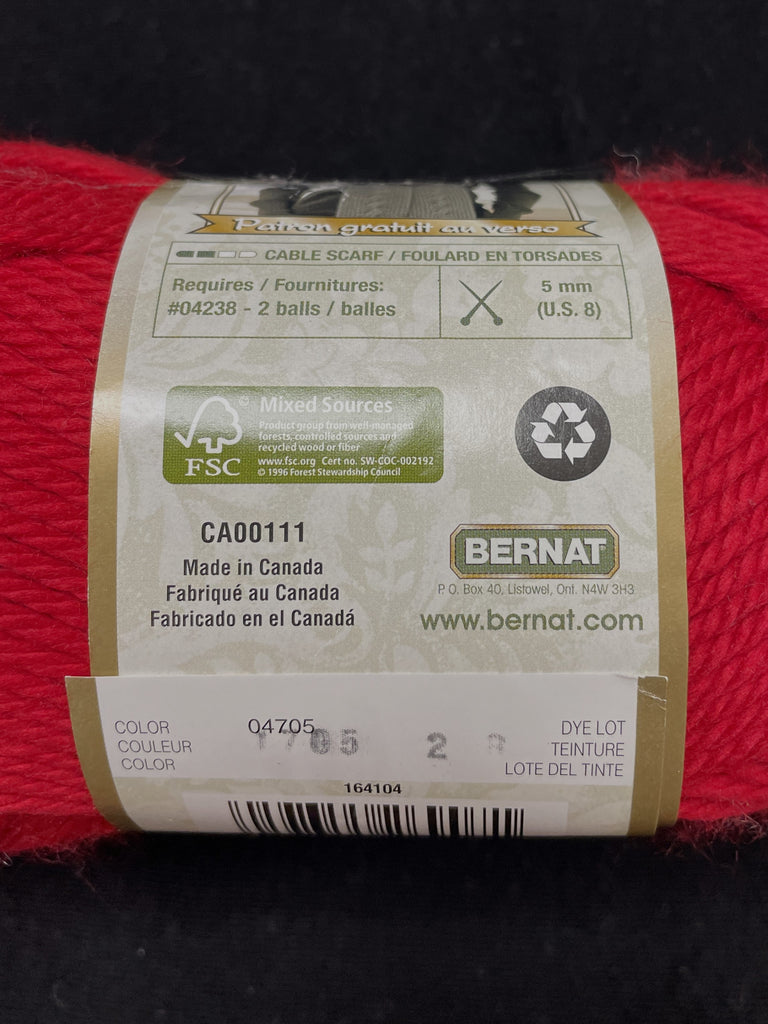 Patron gratuit au verso
CABLE SCARF / FOULARD EN TORSADES
Requires / Fournitures:
#04238 - 2 balls / balles
5 mm
(U.S. 8)
Mixed Sources
Product group from well-managed
forests, controlled sources and
recycled wood or fiber
www.fsc.org Cert no. SW-COC-002192
© 1996 Forest Stewardship Council
FSC
CA00111
Made in Canada
Fabriqué au Canada
Fabricado en el Canadá
BERNAT
P.O. Box 40, Listowel, Ont. N4W 3H3
www.bernat.com
COLOR
COULEUR
COLOR
04705
DYE LOT
TEINTURE
LOTE DEL TINTE
164104